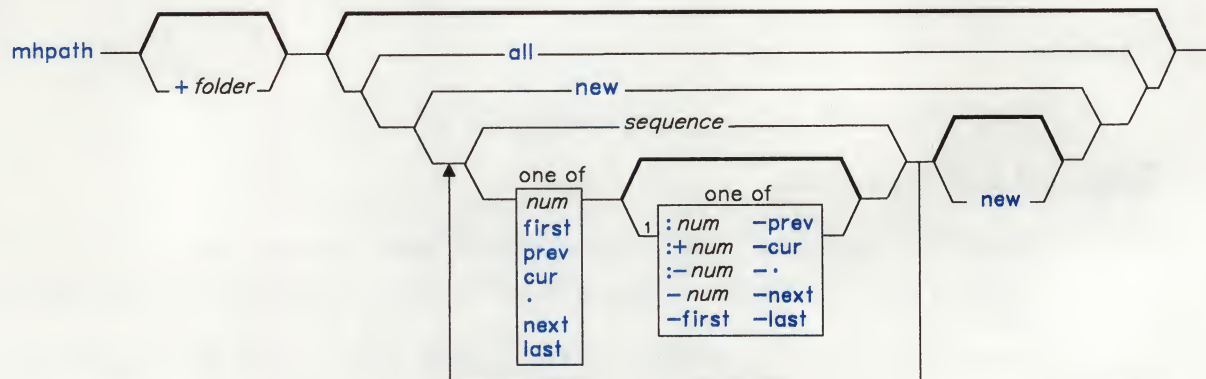 mhpath
+ folder
all
new
sequence
one of
num
first
prev
cur
.
next
last
1
one of
: num -prev
:+ num -cur
:- num - .
- num -next
-first -last
new